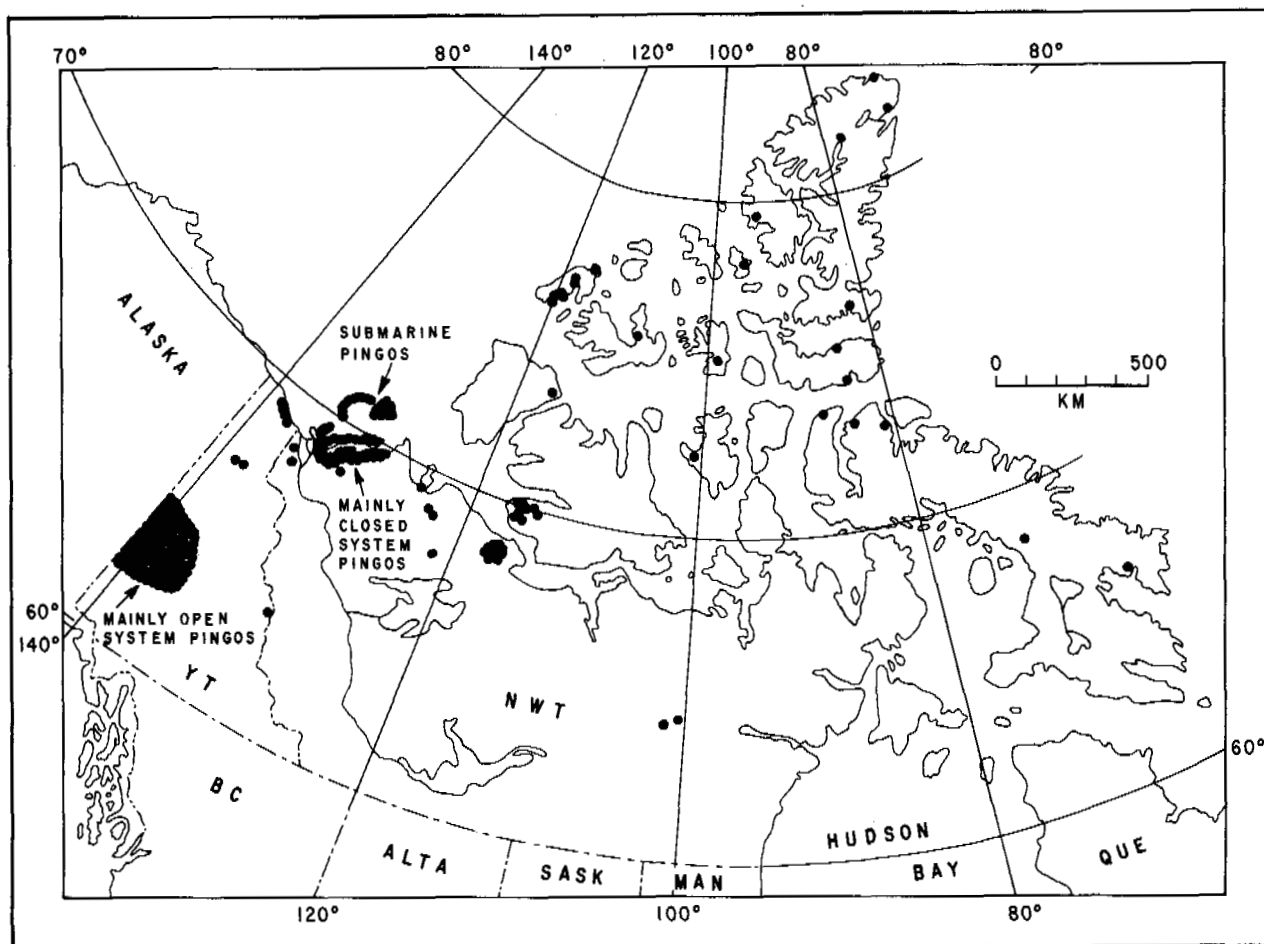 70° 80° 140° 120° 100° 80° 80°
ALASKA
SUBMARINE
PINGOS
0 500
KM
MAINLY
CLOSED
SYSTEM
PINGOS
60°
140°
MAINLY OPEN
SYSTEM PINGOS
YT
NWT
BC
ALTA
SASK
MAN
HUDSON
BAY
QUE
60°
120° 100° 80°